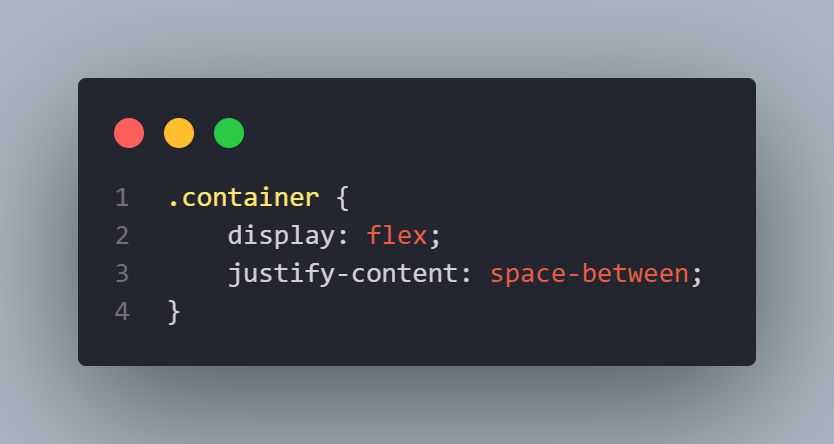 1 .container {
2     display: flex;
3     justify-content: space-between;
4 }